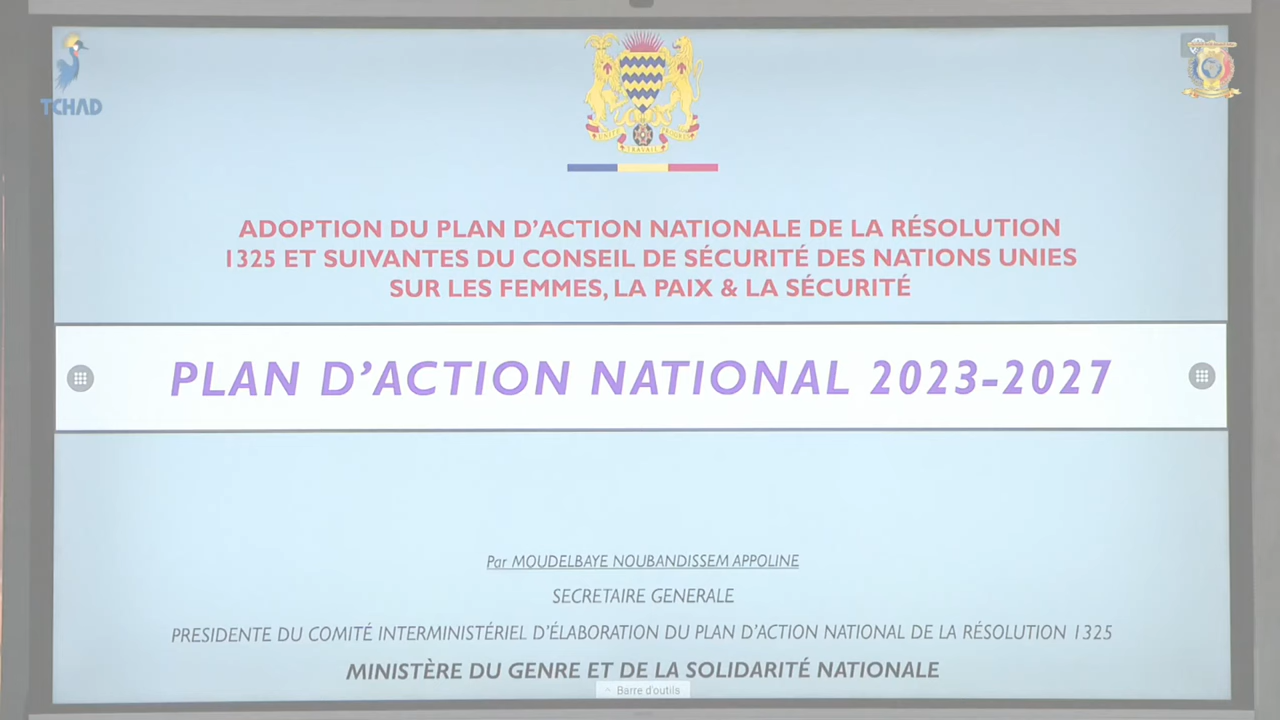 TCHAD
UNITÉ TRAVAIL PROGRÈS
ADOPTION DU PLAN D'ACTION NATIONALE DE LA RÉSOLUTION
1325 ET SUIVANTES DU CONSEIL DE SÉCURITÉ DES NATIONS UNIES
SUR LES FEMMES, LA PAIX & LA SÉCURITÉ
PLAN D'ACTION NATIONAL 2023-2027
Par MOUDELBAYE NOUBANDISSEM APPOLINE
SECRETAIRE GENERALE
PRESIDENTE DU COMITÉ INTERMINISTÉRIEL D'ÉLABORATION DU PLAN D'ACTION NATIONAL DE LA RÉSOLUTION 1325
MINISTÈRE DU GENRE ET DE LA SOLIDARITÉ NATIONALE
Barre d'outils